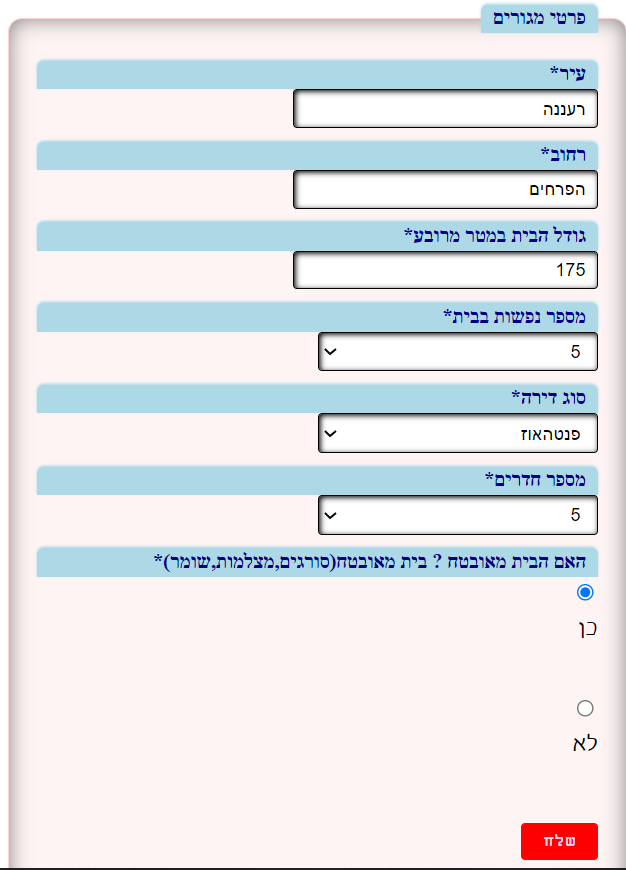 פרטי מגורים
עיר*
רעננה
רחוב*
הפרחים
גודל הבית במטר מרובע*
175
מספר נפשות בבית*
5
סוג דירה*
פנטהאוז
מספר חדרים*
5
האם הבית מאובטח ? בית מאובטח(סורגים,מצלמות,שומר)*
כן
לא
שלח